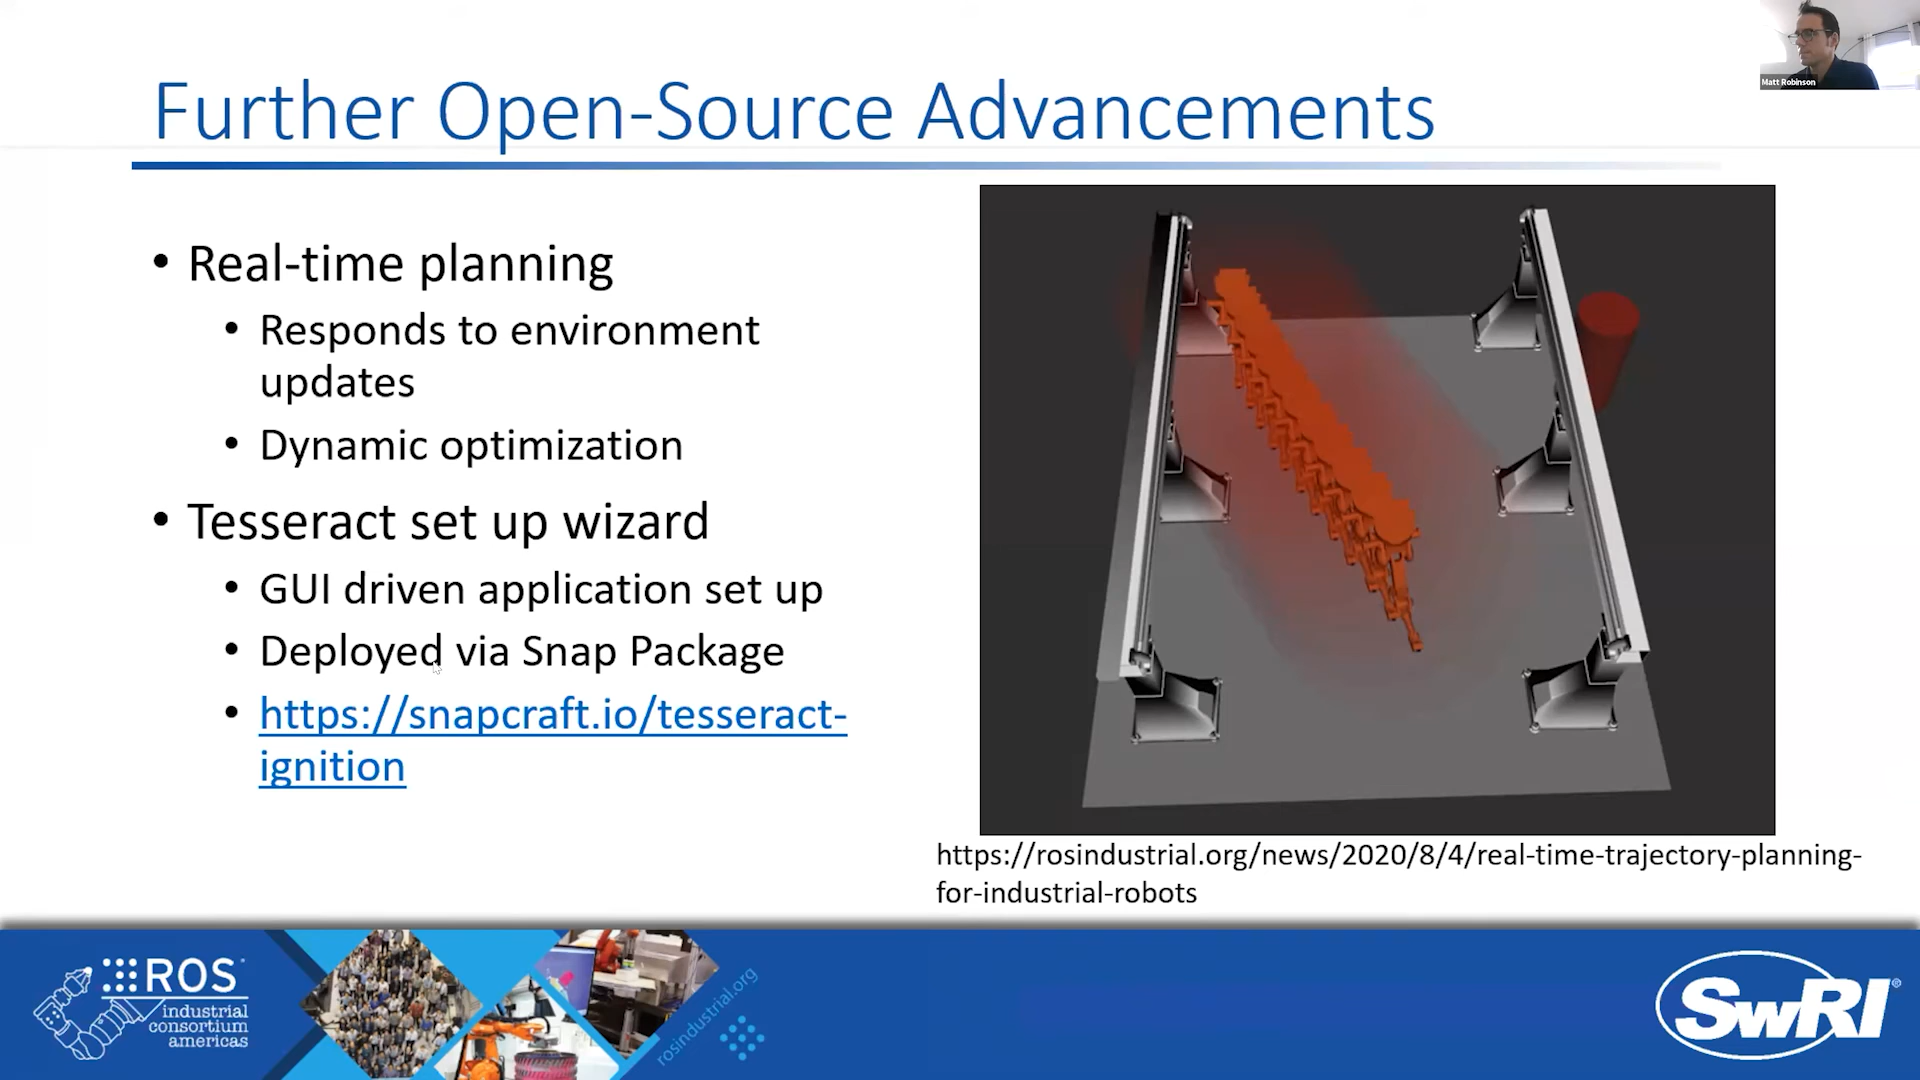 Matt Robinson
Further Open-Source Advancements
• Real-time planning
• Responds to environment
updates
• Dynamic optimization
• Tesseract set up wizard
• GUI driven application set up
• Deployed via Snap Package
• https://snapcraft.io/tesseract-
ignition
https://rosindustrial.org/news/2020/8/4/real-time-trajectory-planning-
for-industrial-robots
ROS
industrial
consortium
americas
rosindustrial.org
SwRI®